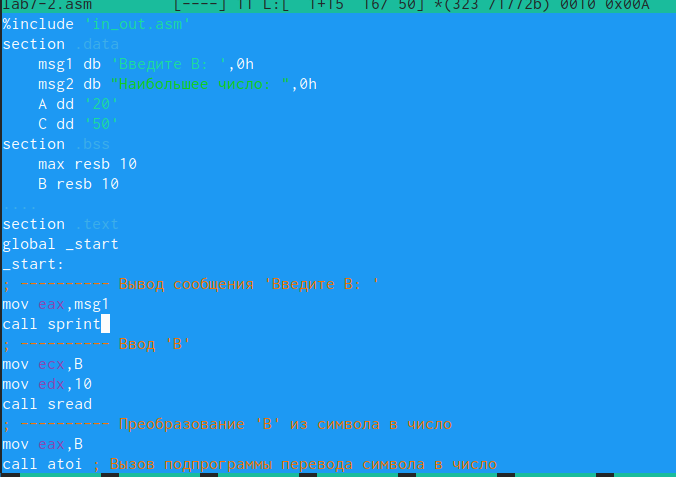 lab7-2.asm [----] 11 L:[ 1+15 16/ 50] *(323 /1772b) 0010 0x00A
%include 'in_out.asm'
section .data
msg1 db 'Введите B: ',0h
msg2 db "Наибольшее число: ",0h
A dd '20'
C dd '50'
section .bss
max resb 10
B resb 10
....
section .text
global _start
_start:
; ---------- Вывод сообщения 'Введите B: '
mov eax,msg1
call sprint
; ---------- Ввод 'B'
mov ecx,B
mov edx,10
call sread
; ---------- Преобразование 'B' из символа в число
mov eax,B
call atoi ; Вызов подпрограммы перевода символа в число